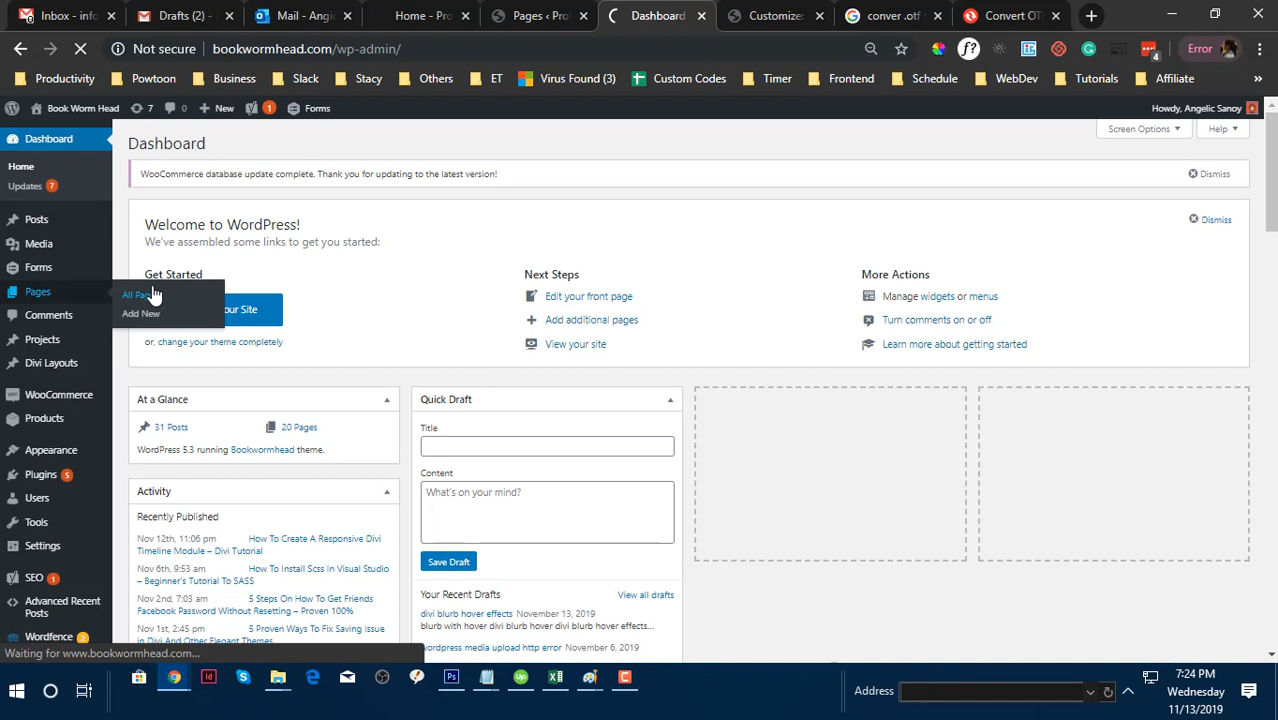 Inbox - info
Drafts (2) -
Mail - Angi
Home - Pro
Pages ‹ Prof
Dashboard
Customize:
conver .otf
Convert OT
Not secure
bookwormhead.com/wp-admin/
f?
4
Error
Productivity
Powtoon
Business
Slack
Stacy
Others
ET
Virus Found (3)
Custom Codes
Timer
Frontend
Schedule
WebDev
Tutorials
Affiliate
»
Book Worm Head
7
0
New
1
Forms
Howdy, Angelic Sanoy
Dashboard
Dashboard
Screen Options
Help
Home
Updates 7
WooCommerce database update complete. Thank you for updating to the latest version!
Dismiss
Posts
Media
Forms
Pages
All Pag
Add New
Comments
Projects
Divi Layouts
WooCommerce
Products
Appearance
Plugins 5
Users
Tools
Settings
SEO 1
Advanced Recent
Posts
Wordfence 2
Welcome to WordPress!
We've assembled some links to get you started:
Dismiss
Get Started
our Site
or, change your theme completely
Next Steps
Edit your front page
Add additional pages
View your site
More Actions
Manage widgets or menus
Turn comments on or off
Learn more about getting started
At a Glance
31 Posts
20 Pages
WordPress 5.3 running Bookwormhead theme.
Activity
Recently Published
Nov 12th, 11:06 pm How To Create A Responsive Divi
Timeline Module – Divi Tutorial
Nov 6th, 9:53 am How To Install Scss In Visual Studio
– Beginner's Tutorial To SASS
Nov 2nd, 7:03 am 5 Steps On How To Get Friends
Facebook Password Without Resetting – Proven 100%
Nov 1st, 2:45 pm 5 Proven Ways To Fix Saving Issue
in Divi And Other Elegant Themes
Quick Draft
Title
Content
What's on your mind?
Save Draft
Your Recent Drafts
View all drafts
divi blurb hover effects November 13, 2019
blurb with hover divi blurb hover divi blurb hover effects...
wordpress media upload http error November 6, 2019
Waiting for www.bookwormhead.com...
Address
7:24 PM
Wednesday
11/13/2019